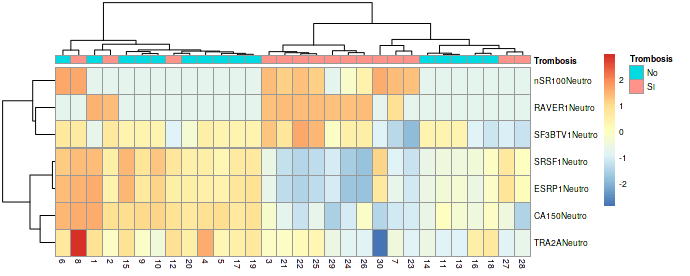 Trombosis
nSR100Neutro
RAVER1Neutro
SF3BTV1Neutro
SRSF1Neutro
ESRP1Neutro
CA150Neutro
TRA2ANeutro
6 8 1 2 15 9 10 12 20 4 5 17 19 3 21 22 25 29 24 26 30 7 23 14 11 13 16 18 27 28
2
1
0
-1
-2
Trombosis
No
SI